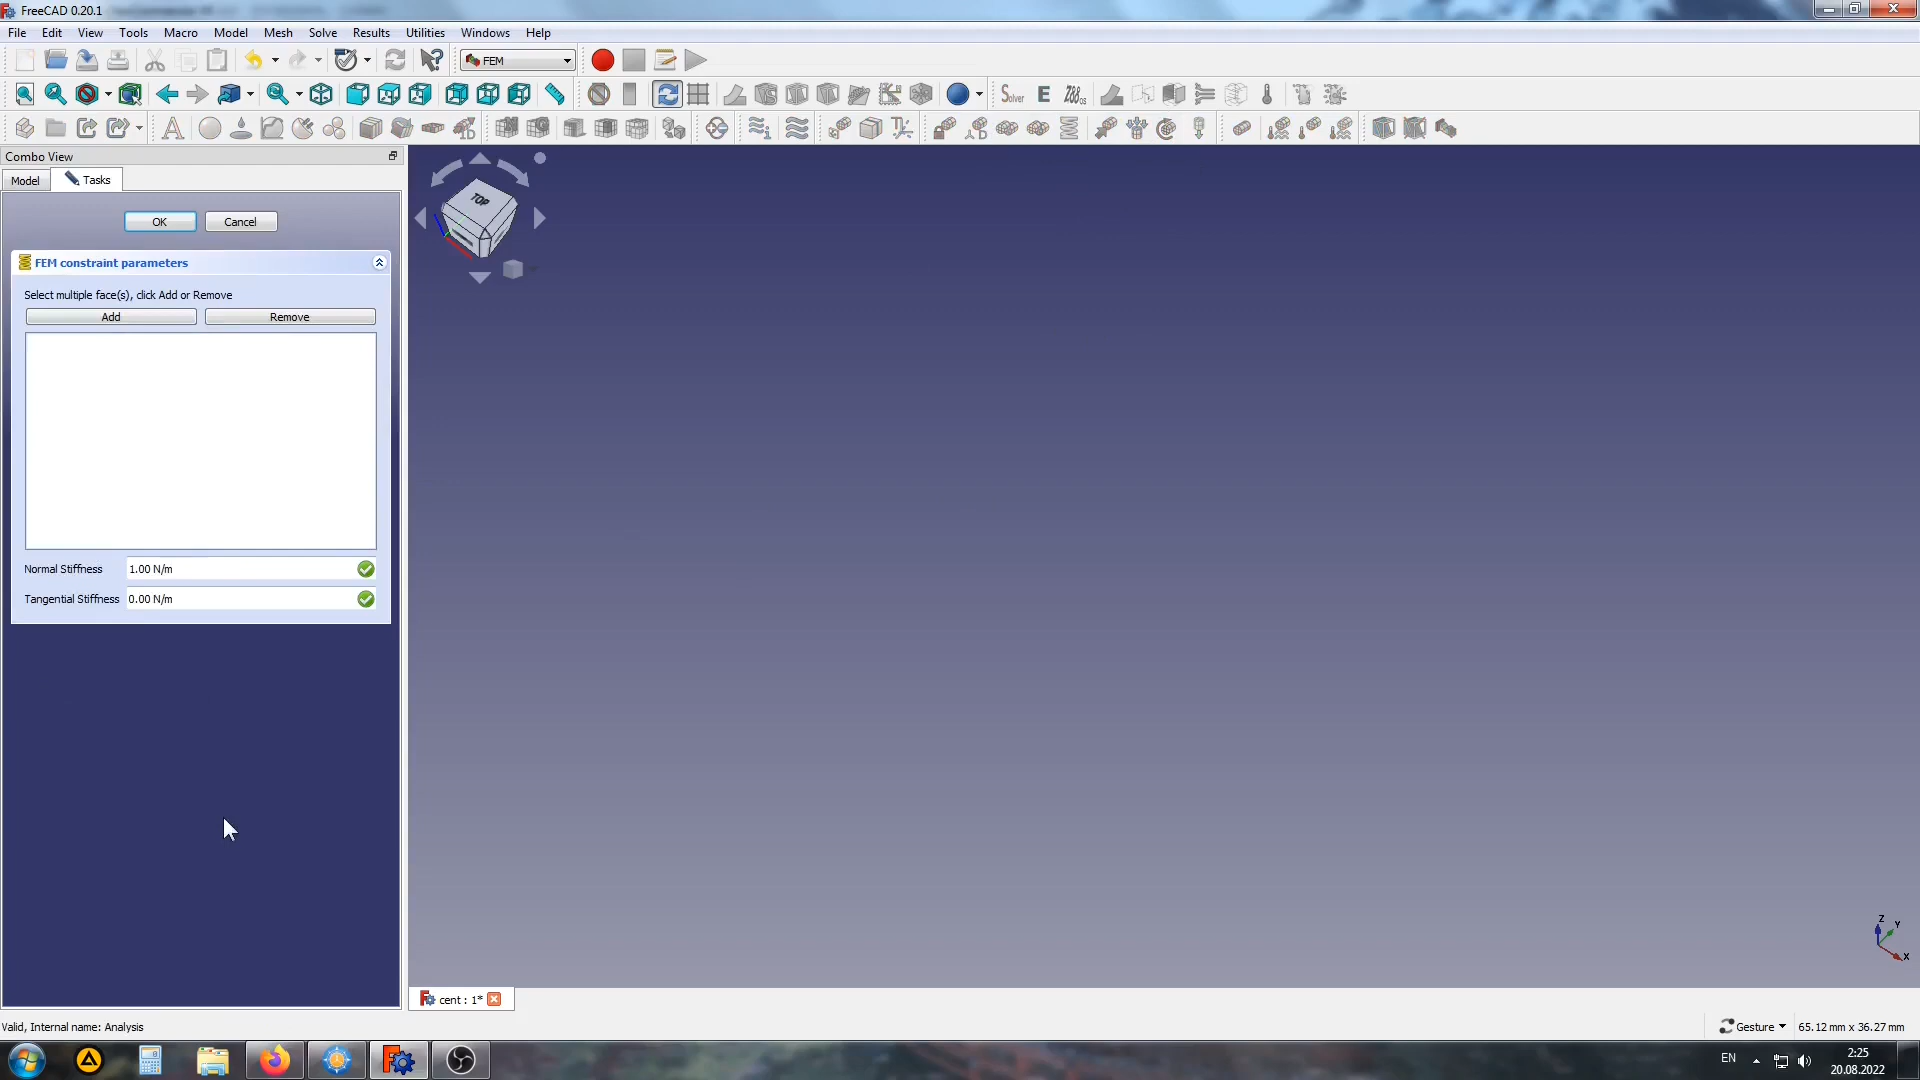 FreeCAD 0.20.1
File Edit View Tools Macro Model Mesh Solve Results Utilities Windows Help
FEM
Solver E Z88os
A 1D
D
Combo View
Model Tasks
TOP
OK Cancel
FEM constraint parameters
Select multiple face(s), click Add or Remove
Add Remove
Normal Stiffness 1.00 N/m
Tangential Stiffness 0.00 N/m
Z Y X
cent : 1*
Valid, Internal name: Analysis
Gesture 65.12 mm x 36.27 mm
EN 2:25
20.08.2022